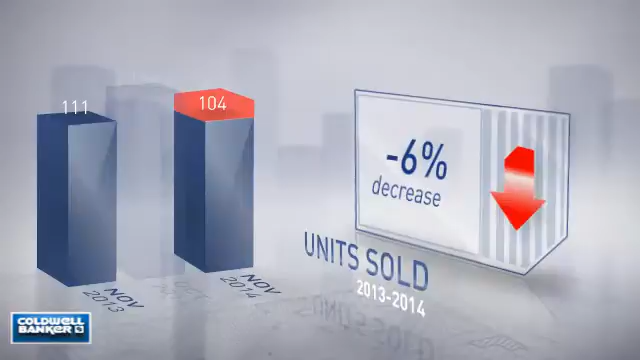 111
104
-6%
decrease
UNITS SOLD
2013-2014
NOV
2013
NOV
2014
COLDWELL
BANKER